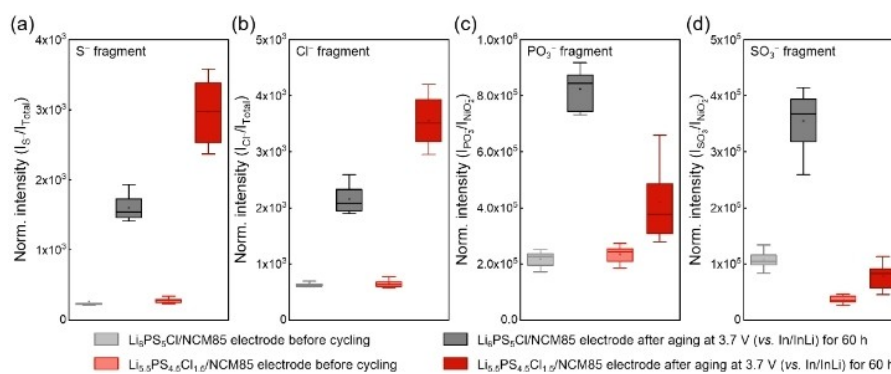 (a) (b) (c) (d)
S⁻ fragment
Norm. intensity (I_S⁻/I_Total)
4x10³
3x10³
2x10³
1x10³
0
Cl⁻ fragment
Norm. intensity (I_Cl⁻/I_Total)
5x10³
4x10³
3x10³
2x10³
1x10³
0
PO₃⁻ fragment
Norm. intensity (I_PO₃⁻/I_NiO₂⁻)
1.0x10⁶
8.0x10⁵
6.0x10⁵
4.0x10⁵
2.0x10⁵
0
SO₃⁻ fragment
Norm. intensity (I_SO₃⁻/I_NiO₂⁻)
5x10⁵
4x10⁵
3x10⁵
2x10⁵
1x10⁵
0
Li₆PS₅Cl/NCM85 electrode before cycling
Li₆PS₅Cl/NCM85 electrode after aging at 3.7 V (vs. In/InLi) for 60 h
Li₅.₅PS₄.₅Cl₁.₅/NCM85 electrode before cycling
Li₅.₅PS₄.₅Cl₁.₅/NCM85 electrode after aging at 3.7 V (vs. In/InLi) for 60 h